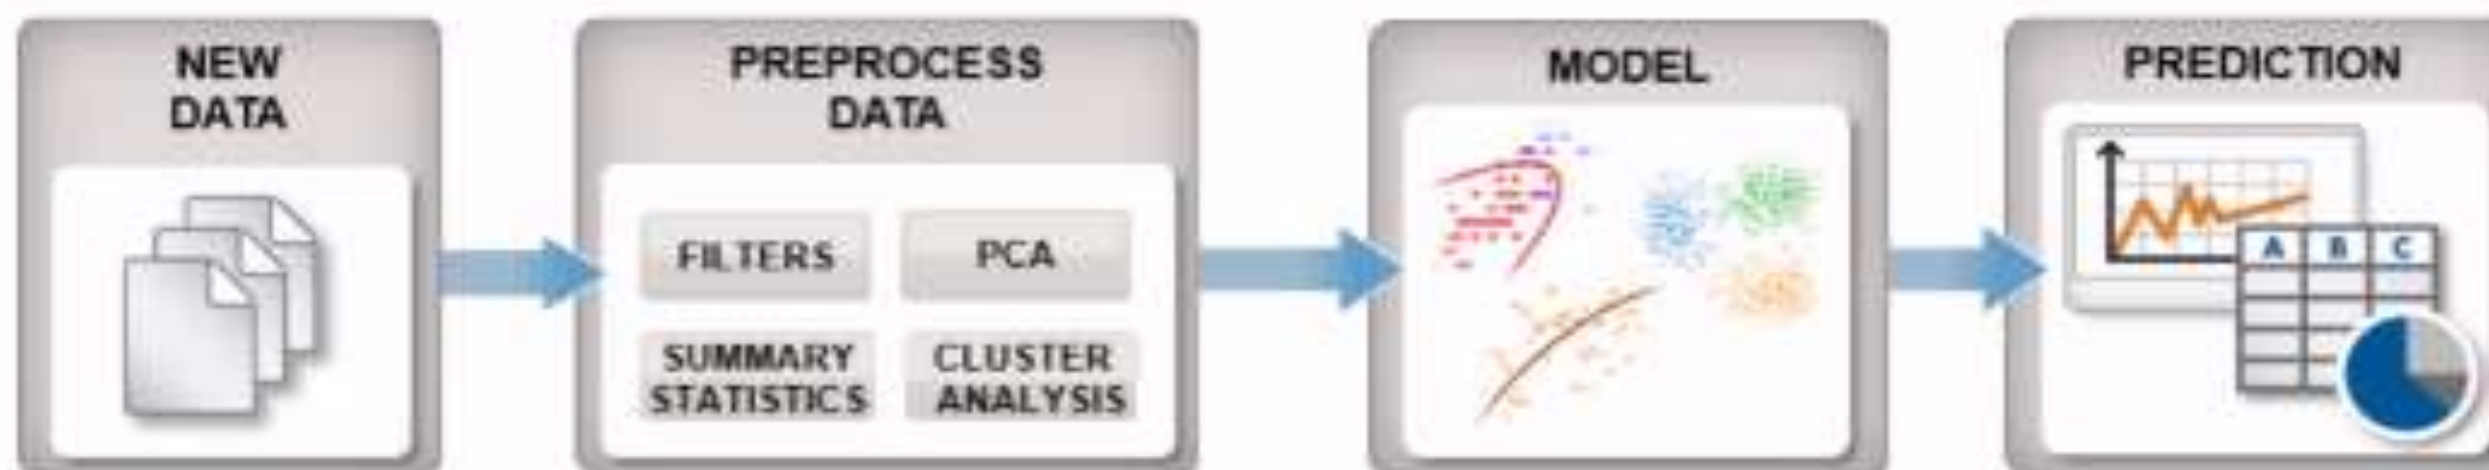 NEW
DATA
PREPROCESS
DATA
FILTERS
PCA
SUMMARY
STATISTICS
CLUSTER
ANALYSIS
MODEL
PREDICTION
A B C